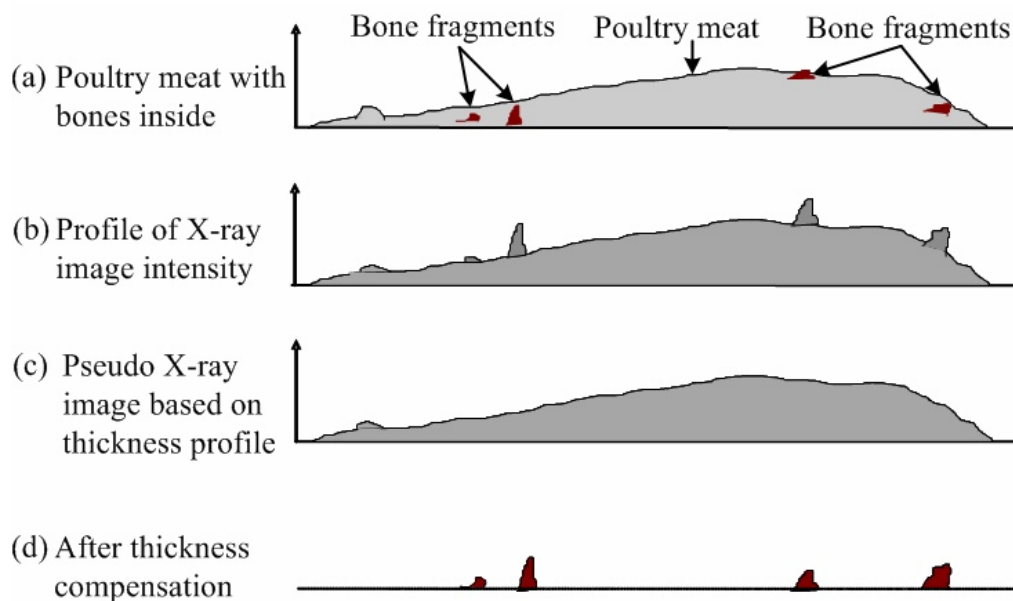 Bone fragments
Poultry meat
Bone fragments
(a) Poultry meat with
bones inside
(b) Profile of X-ray
image intensity
(c) Pseudo X-ray
image based on
thickness profile
(d) After thickness
compensation